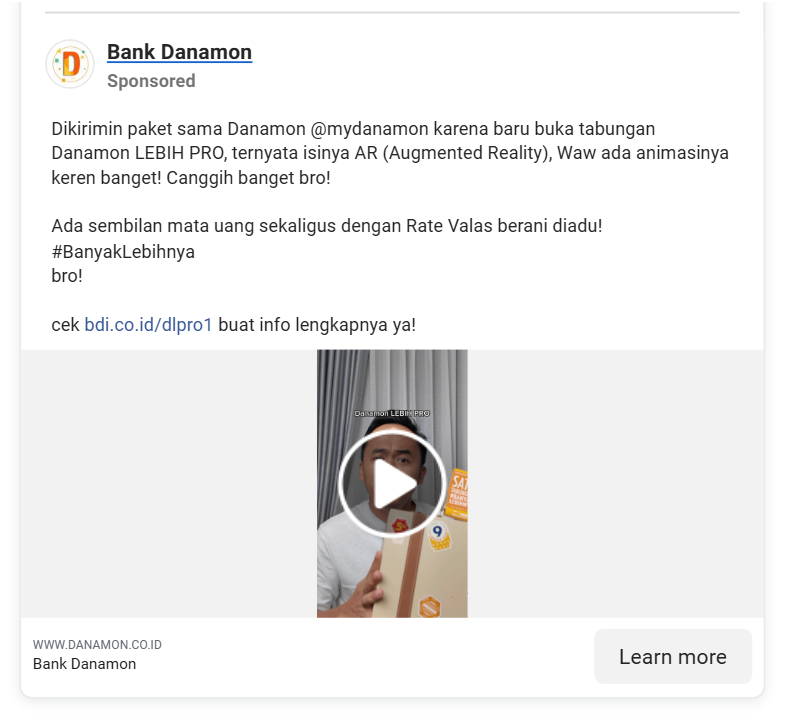 Bank Danamon
Sponsored
Dikirimin paket sama Danamon @mydanamon karena baru buka tabungan
Danamon LEBIH PRO, ternyata isinya AR (Augmented Reality), Waw ada animasinya
keren banget! Canggih banget bro!
Ada sembilan mata uang sekaligus dengan Rate Valas berani diadu!
#BanyakLebihnya
bro!
cek bdi.co.id/dlpro1 buat info lengkapnya ya!
Danamon LEBIH PRO
9
WWW.DANAMON.CO.ID
Bank Danamon
Learn more